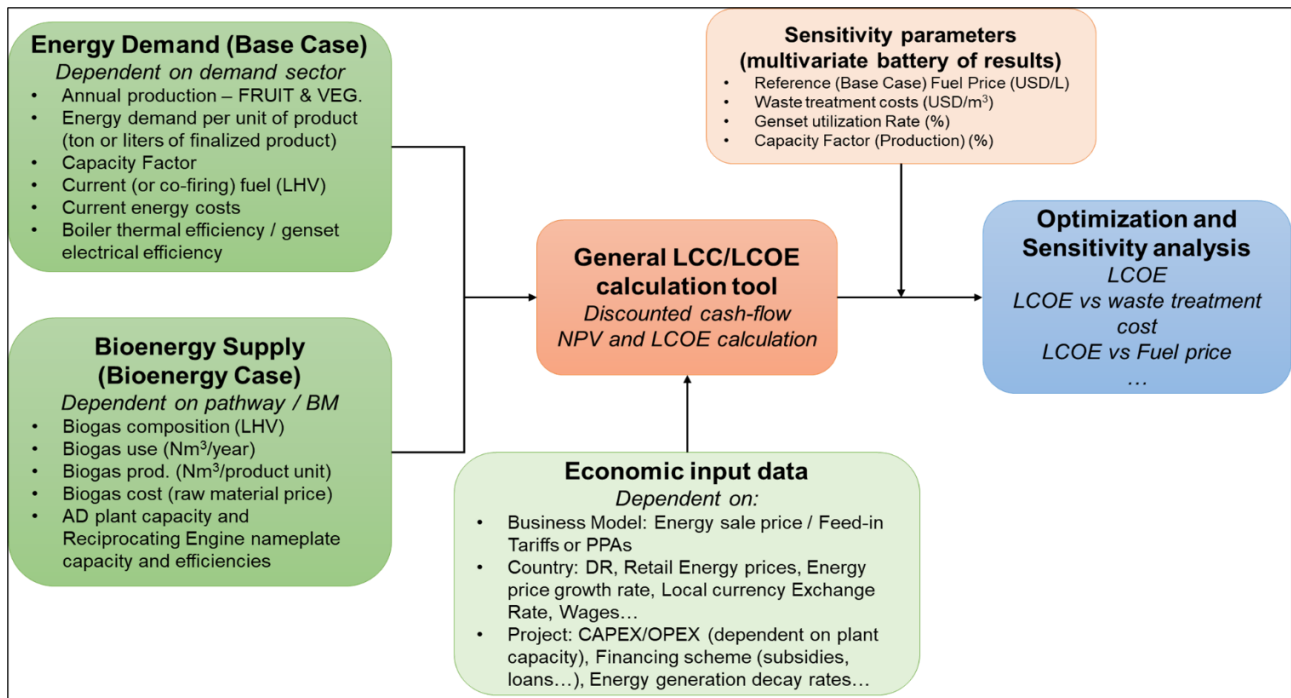 Energy Demand (Base Case)
Dependent on demand sector
• Annual production – FRUIT & VEG.
• Energy demand per unit of product
(ton or liters of finalized product)
• Capacity Factor
• Current (or co-firing) fuel (LHV)
• Current energy costs
• Boiler thermal efficiency / genset
electrical efficiency
Bioenergy Supply
(Bioenergy Case)
Dependent on pathway / BM
• Biogas composition (LHV)
• Biogas use (Nm³/year)
• Biogas prod. (Nm³/product unit)
• Biogas cost (raw material price)
• AD plant capacity and
Reciprocating Engine nameplate
capacity and efficiencies
General LCC/LCOE
calculation tool
Discounted cash-flow
NPV and LCOE calculation
Sensitivity parameters
(multivariate battery of results)
• Reference (Base Case) Fuel Price (USD/L)
• Waste treatment costs (USD/m³)
• Genset utilization Rate (%)
• Capacity Factor (Production) (%)
Economic input data
Dependent on:
• Business Model: Energy sale price / Feed-in
Tariffs or PPAs
• Country: DR, Retail Energy prices, Energy
price growth rate, Local currency Exchange
Rate, Wages…
• Project: CAPEX/OPEX (dependent on plant
capacity), Financing scheme (subsidies,
loans…), Energy generation decay rates…
Optimization and
Sensitivity analysis
LCOE
LCOE vs waste treatment
cost
LCOE vs Fuel price
…